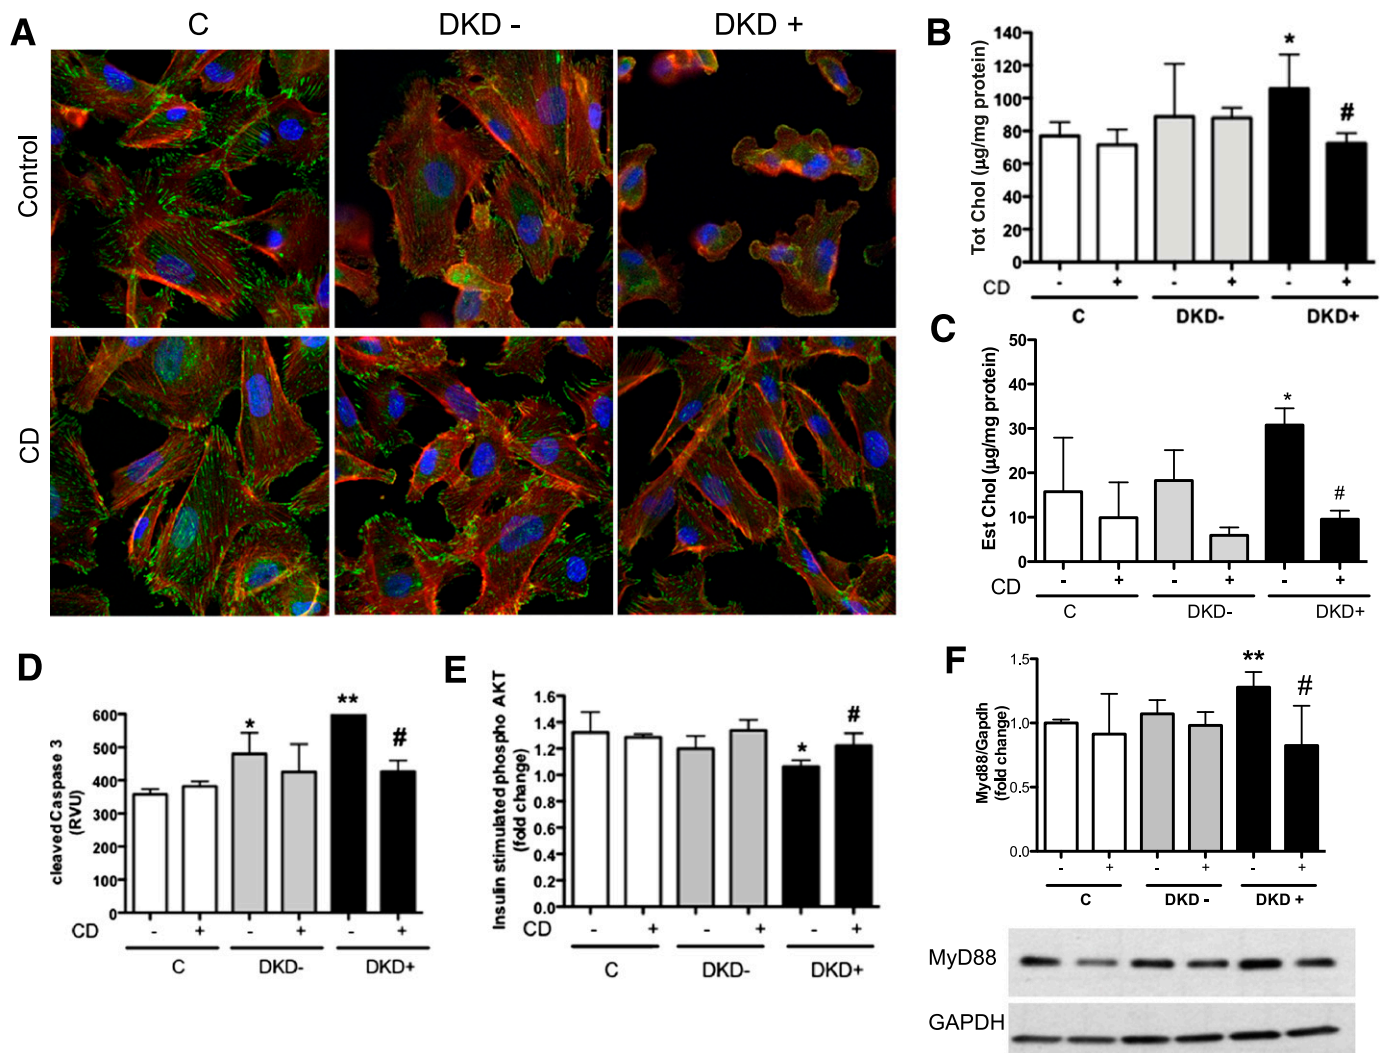 A
C
DKD -
DKD +
Control
CD
B
Tot Chol (µg/mg protein)
140
120
100
80
60
40
20
0
*
#
CD
- + - + - +
C DKD- DKD+
C
Est Chol (µg/mg protein)
50
40
30
20
10
0
*
#
CD
- + - + - +
C DKD- DKD+
D
cleaved Caspase 3
(RVU)
600
500
400
300
200
100
0
*
**
#
CD
- + - + - +
C DKD- DKD+
E
Insulin stimulated phospho AKT
(fold change)
1.6
1.4
1.2
1.0
0.8
0.6
0.4
0.2
0.0
*
#
CD
- + - + - +
C DKD- DKD+
F
Myd88/Gapdh
(fold change)
1.5
1.0
0.5
0.0
**
#
- + - + - +
C DKD - DKD +
MyD88
GAPDH